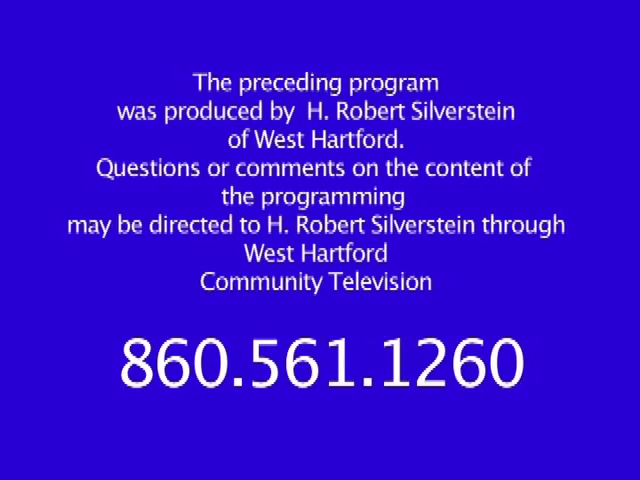 The preceding program
was produced by  H. Robert Silverstein
of West Hartford.
Questions or comments on the content of
the programming
may be directed to H. Robert Silverstein through
West Hartford
Community Television
860.561.1260